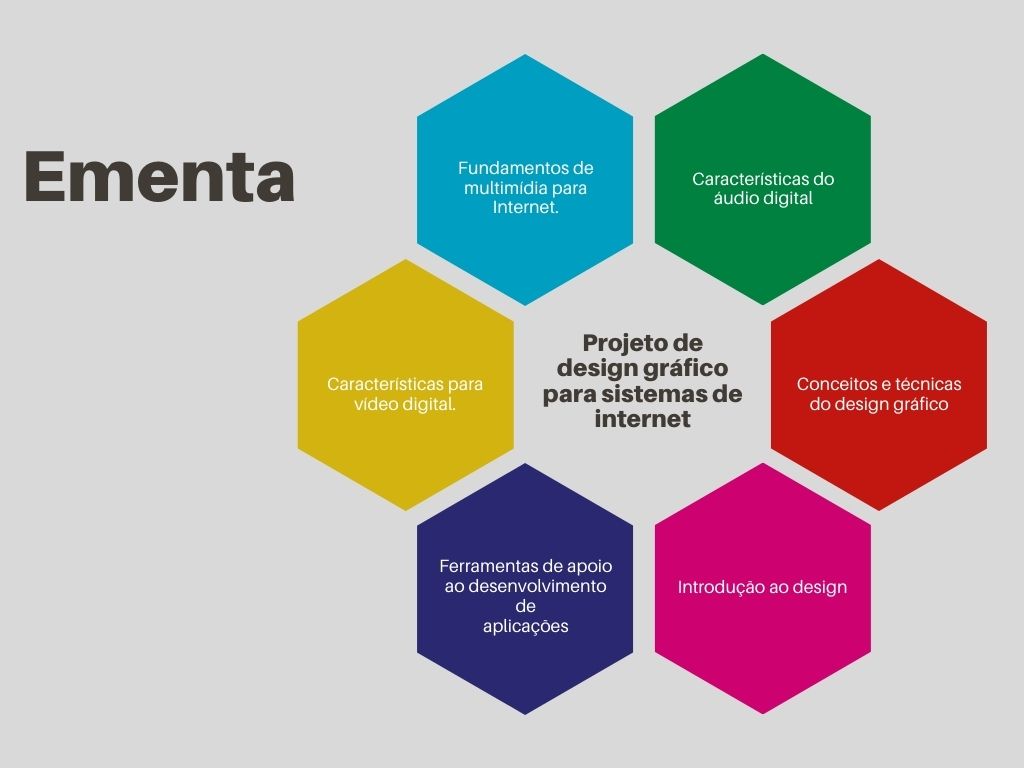 Ementa
Fundamentos de
multimídia para
Internet.
Características do
áudio digital
Características para
vídeo digital.
Projeto de
design gráfico
para sistemas de
internet
Conceitos e técnicas
do design gráfico
Ferramentas de apoio
ao desenvolvimento
de
aplicações
Introdução ao design